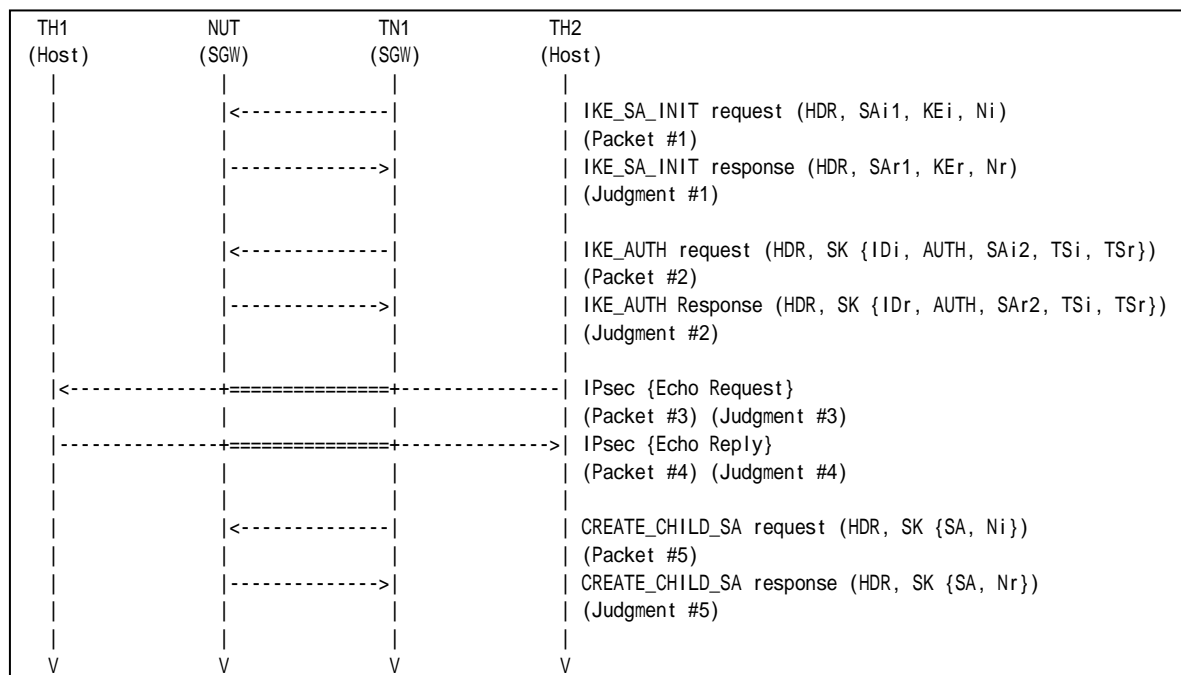 TH1 NUT TN1 TH2
(Host) (SGW) (SGW) (Host)
| | | |
| |<--------------| | IKE_SA_INIT request (HDR, SAi1, KEi, Ni)
| | | | (Packet #1)
| |-------------->| | IKE_SA_INIT response (HDR, SAr1, KEr, Nr)
| | | | (Judgment #1)
| | | |
| |<--------------| | IKE_AUTH request (HDR, SK {IDi, AUTH, SAi2, TSi, TSr})
| | | | (Packet #2)
| |-------------->| | IKE_AUTH Response (HDR, SK {IDr, AUTH, SAr2, TSi, TSr})
| | | | (Judgment #2)
| | | |
|<--------------+===============+---------------| IPsec {Echo Request}
| | | | (Packet #3) (Judgment #3)
|---------------+===============+-------------->| IPsec {Echo Reply}
| | | | (Packet #4) (Judgment #4)
| | | |
| |<--------------| | CREATE_CHILD_SA request (HDR, SK {SA, Ni})
| | | | (Packet #5)
| |-------------->| | CREATE_CHILD_SA response (HDR, SK {SA, Nr})
| | | | (Judgment #5)
| | | |
V V V V